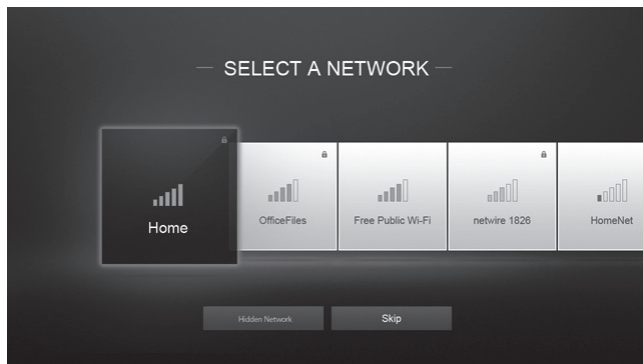 SELECT A NETWORK
Home
OfficeFiles
Free Public Wi-Fi
netwire 1826
HomeNet
Hidden Network
Skip